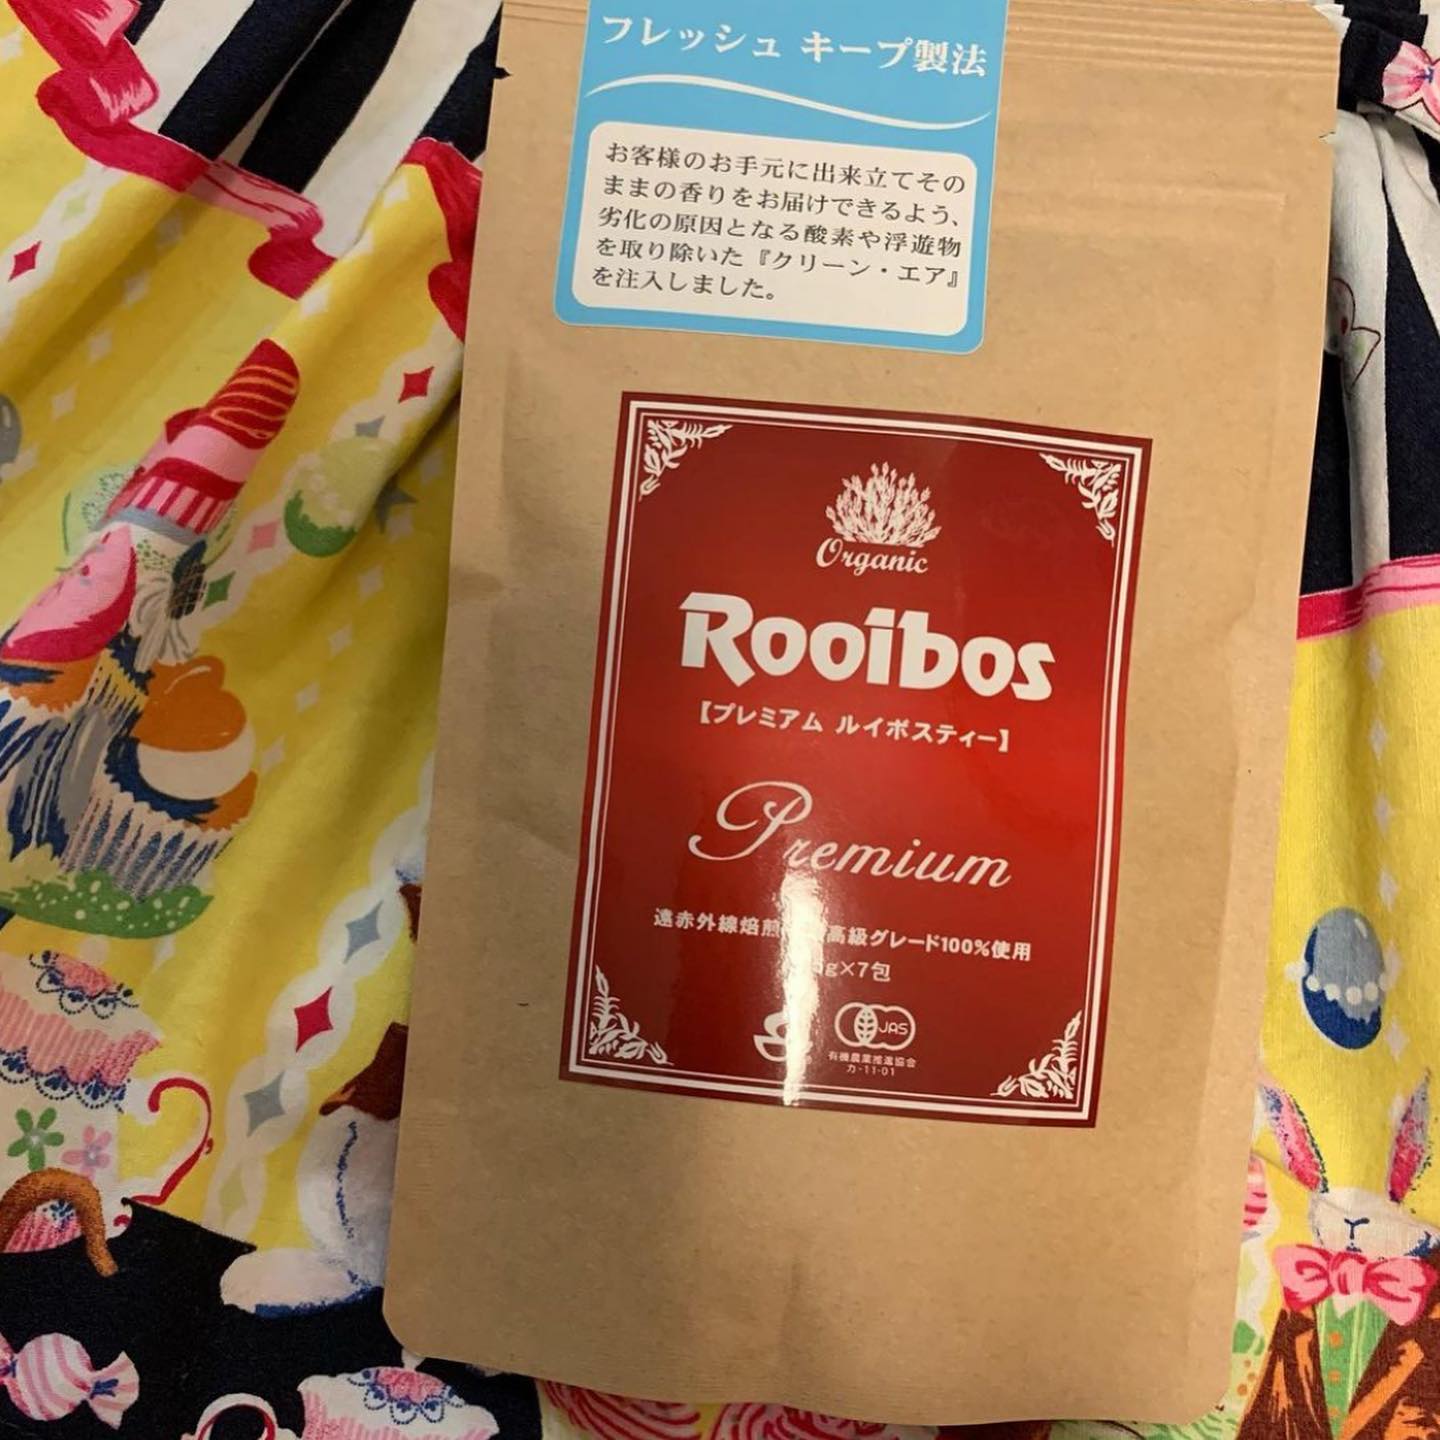 フレッシュ キープ製法
お客様のお手元に出来立てその
ままの香りをお届けできるよう、
劣化の原因となる酸素や浮遊物
を取り除いた『クリーン・エア』
を注入しました。
Organic
Rooibos
【プレミアム ルイボスティー】
Premium
遠赤外線焙煎 高級グレード100%使用
g×7包
JAS
有機農業推進協会
カ-11-01